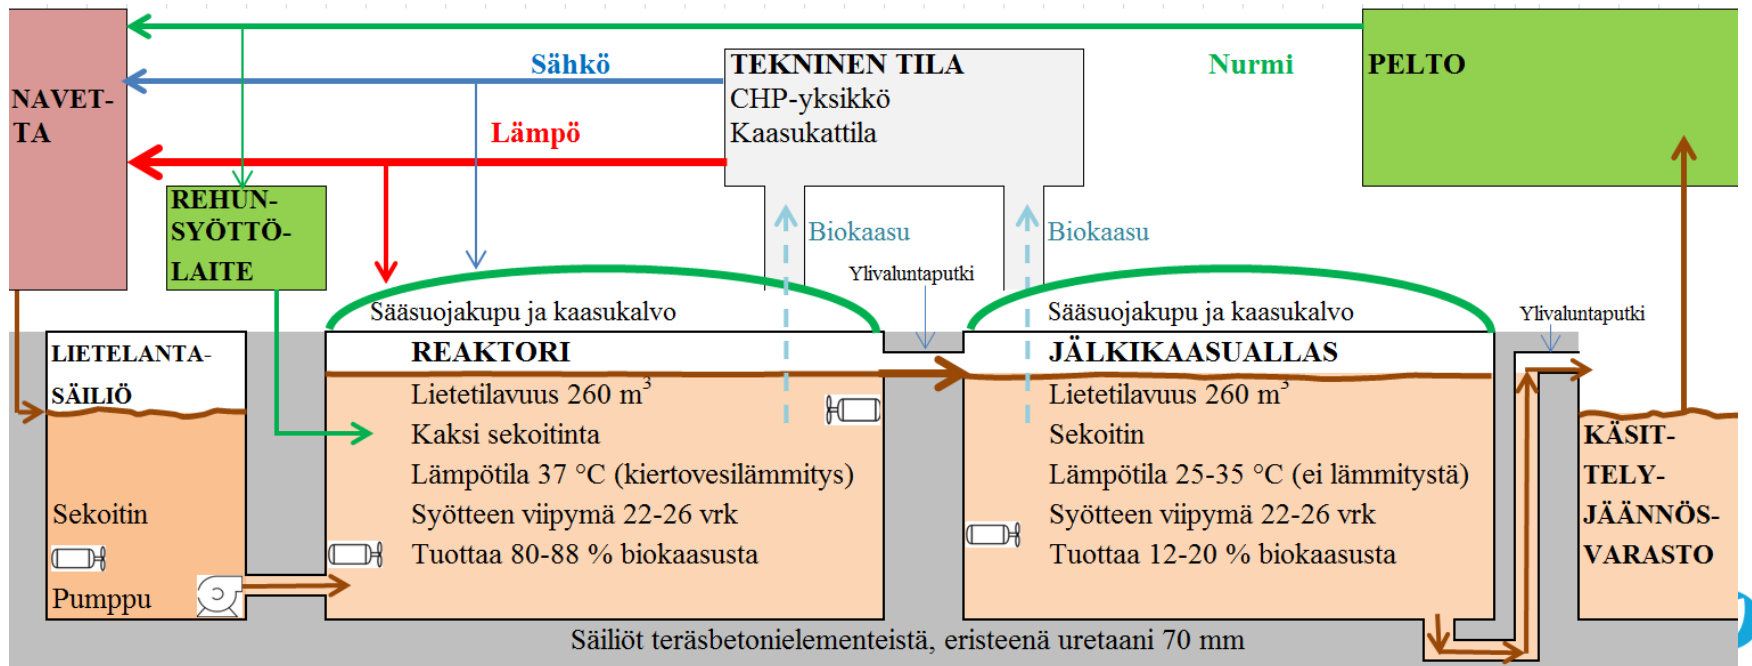 NAVET-
TA
Sähkö
Lämpö
TEKNINEN TILA
CHP-yksikkö
Kaasukattila
Nurmi
PELTO
REHUN-
SYÖTTÖ-
LAITE
Biokaasu
Biokaasu
Ylivaluntaputki
Ylivaluntaputki
Sääsuojakupu ja kaasukalvo
Sääsuojakupu ja kaasukalvo
LIETELANTA-
SÄILIÖ
Sekoitin
Pumppu
REAKTORI
Lietetilavuus 260 m³
Kaksi sekoitinta
Lämpötila 37 °C (kiertovesilämmitys)
Syötteen viipymä 22-26 vrk
Tuottaa 80-88 % biokaasusta
JÄLKIKAASUALLAS
Lietetilavuus 260 m³
Sekoitin
Lämpötila 25-35 °C (ei lämmitystä)
Syötteen viipymä 22-26 vrk
Tuottaa 12-20 % biokaasusta
KÄSIT-
TELY-
JÄÄNNÖS-
VARASTO
Säiliöt teräsbetonielementeistä, eristeenä uretaani 70 mm